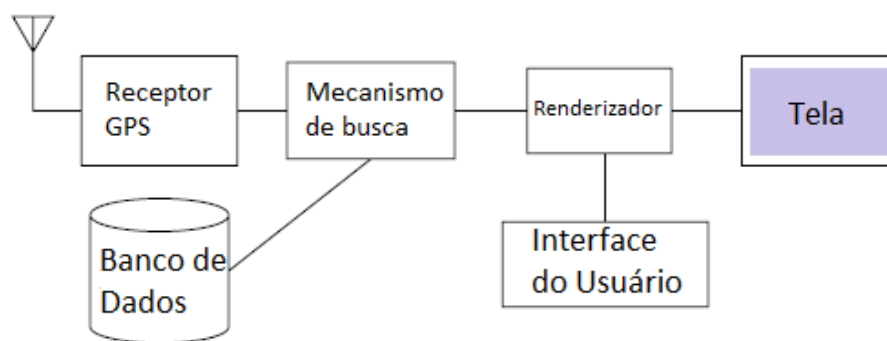 Receptor
GPS
Mecanismo
de busca
Renderizador
Tela
Banco de
Dados
Interface
do Usuário